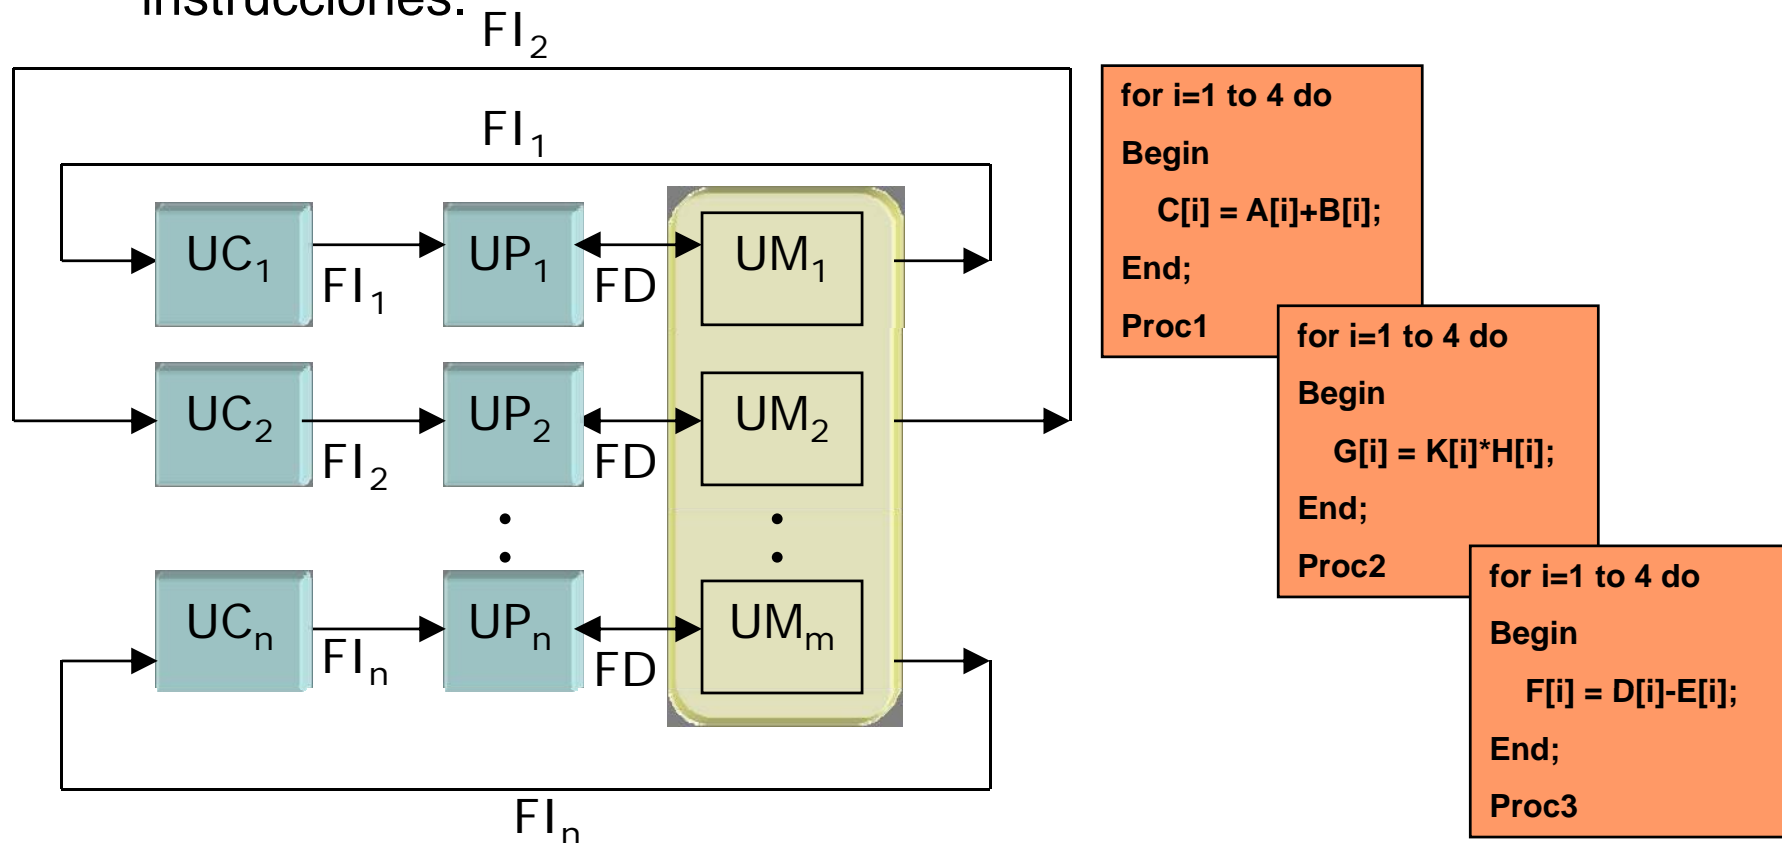 instrucciones.
FI2
FI1
UC1
FI1
UP1
FD
UM1
UC2
FI2
UP2
FD
UM2
UCn
FIn
UPn
FD
UMm
FIn
for i=1 to 4 do
Begin
C[i] = A[i]+B[i];
End;
Proc1
for i=1 to 4 do
Begin
G[i] = K[i]*H[i];
End;
Proc2
for i=1 to 4 do
Begin
F[i] = D[i]-E[i];
End;
Proc3